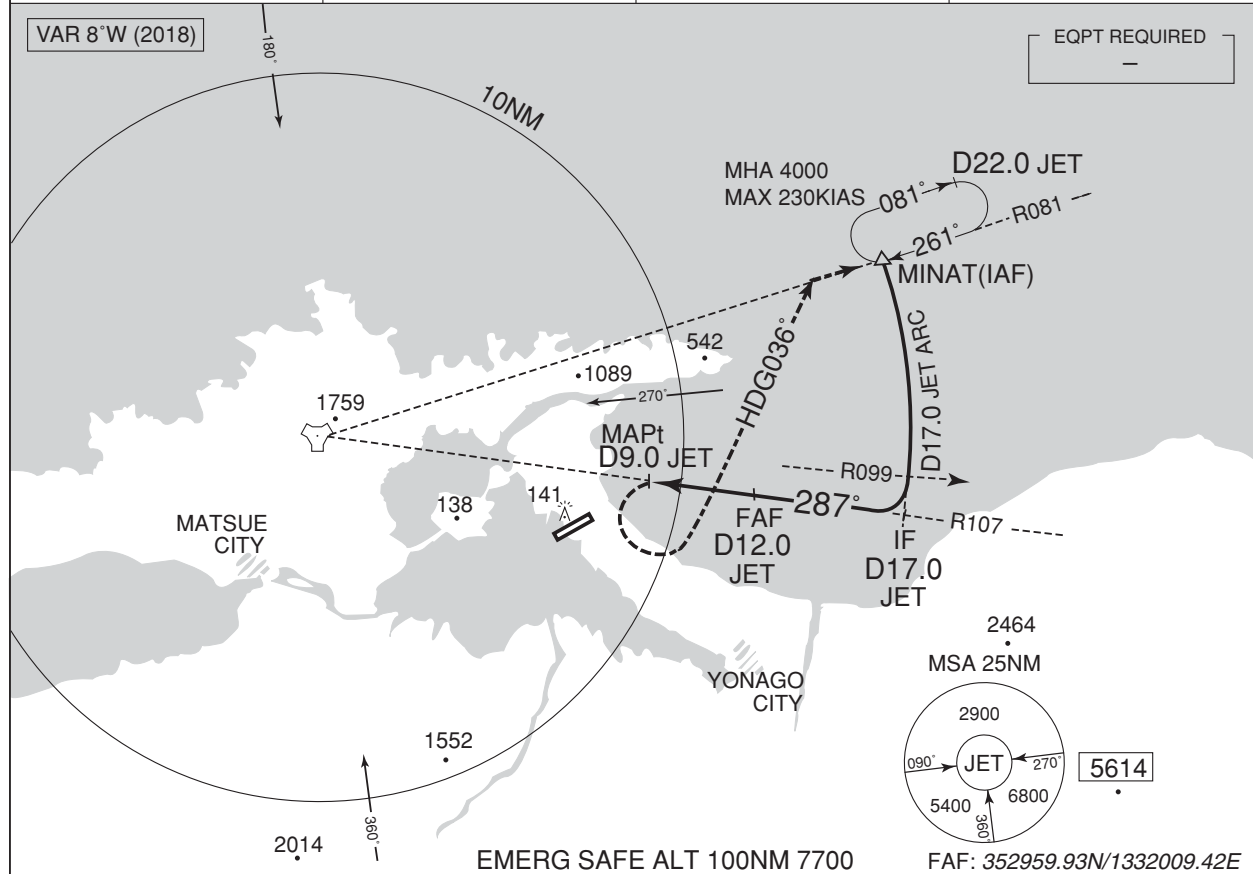 VAR 8°W (2018)
180°
EQPT REQUIRED
–
10NM
MHA 4000
MAX 230KIAS
D22.0 JET
081°
R081
261°
MINAT(IAF)
HDG036°
D17.0 JET ARC
542
1089
270°
1759
MAPt
D9.0 JET
R099
141
138
287°
FAF
D12.0
JET
R107
IF
D17.0
JET
MATSUE
CITY
2464
MSA 25NM
YONAGO
CITY
2900
090°
JET
270°
5614
5400
6800
360°
1552
360°
2014
EMERG SAFE ALT 100NM 7700
FAF: 352959.93N/1332009.42E